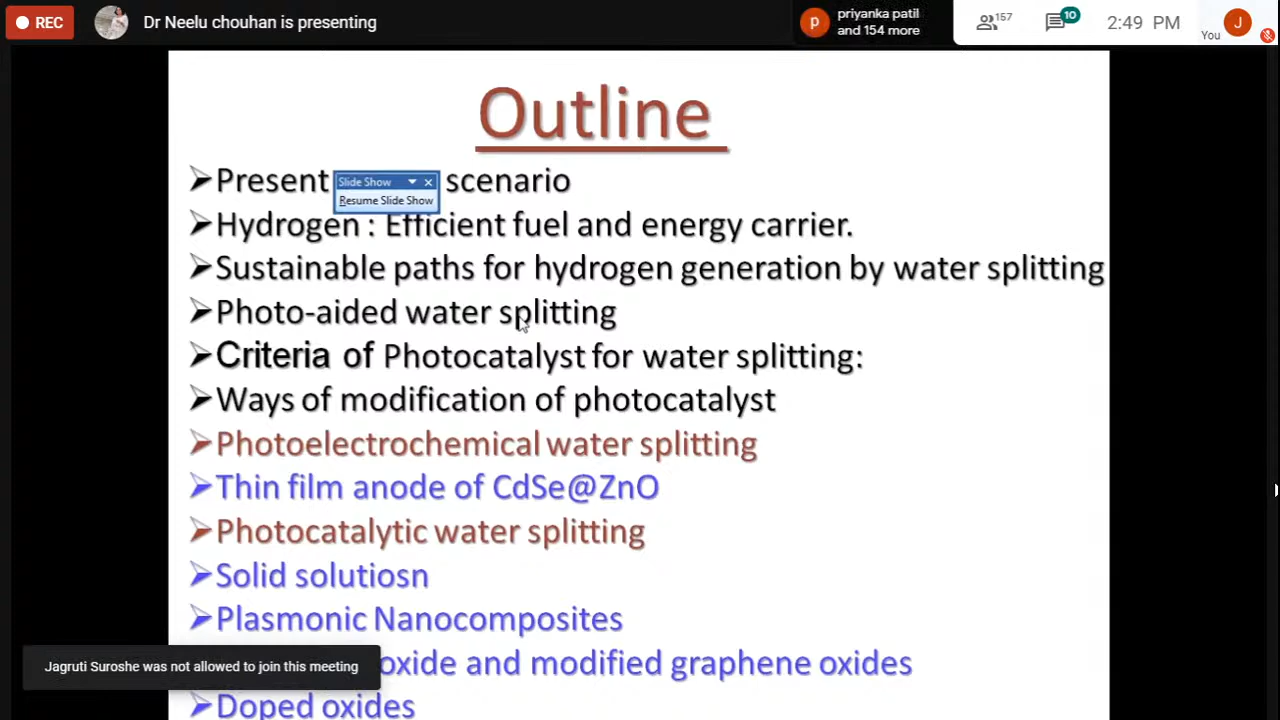 REC
Dr Neelu chouhan is presenting
p
priyanka patil
and 154 more
157
10
2:49 PM
You
J
Outline
Present
Slide Show
Resume Slide Show
scenario
Hydrogen : Efficient fuel and energy carrier.
Sustainable paths for hydrogen generation by water splitting
Photo-aided water splitting
Criteria of Photocatalyst for water splitting:
Ways of modification of photocatalyst
Photoelectrochemical water splitting
Thin film anode of CdSe@ZnO
Photocatalytic water splitting
Solid solutiosn
Plasmonic Nanocomposites
Jagruti Suroshe was not allowed to join this meeting
oxide and modified graphene oxides
Doped oxides